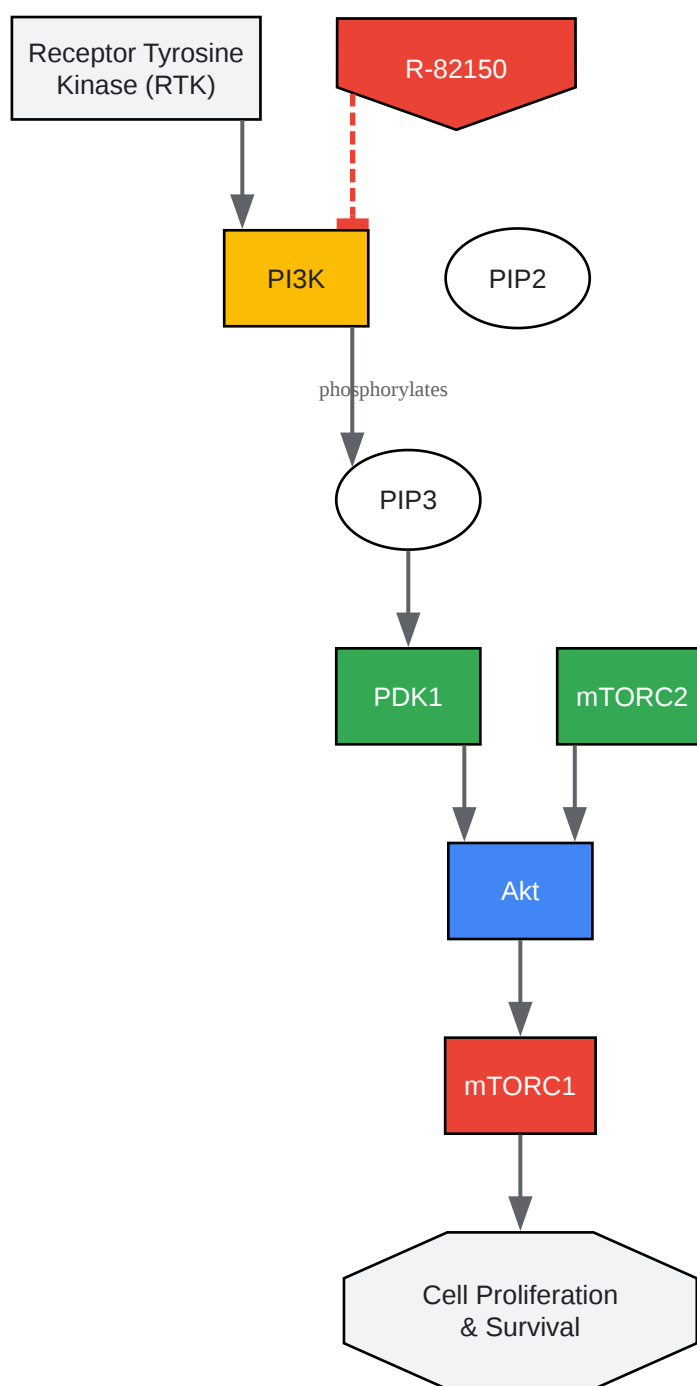 Receptor Tyrosine
Kinase (RTK)
R-82150
PI3K
PIP2
phosphorylates
PIP3
PDK1
mTORC2
Akt
mTORC1
Cell Proliferation
& Survival